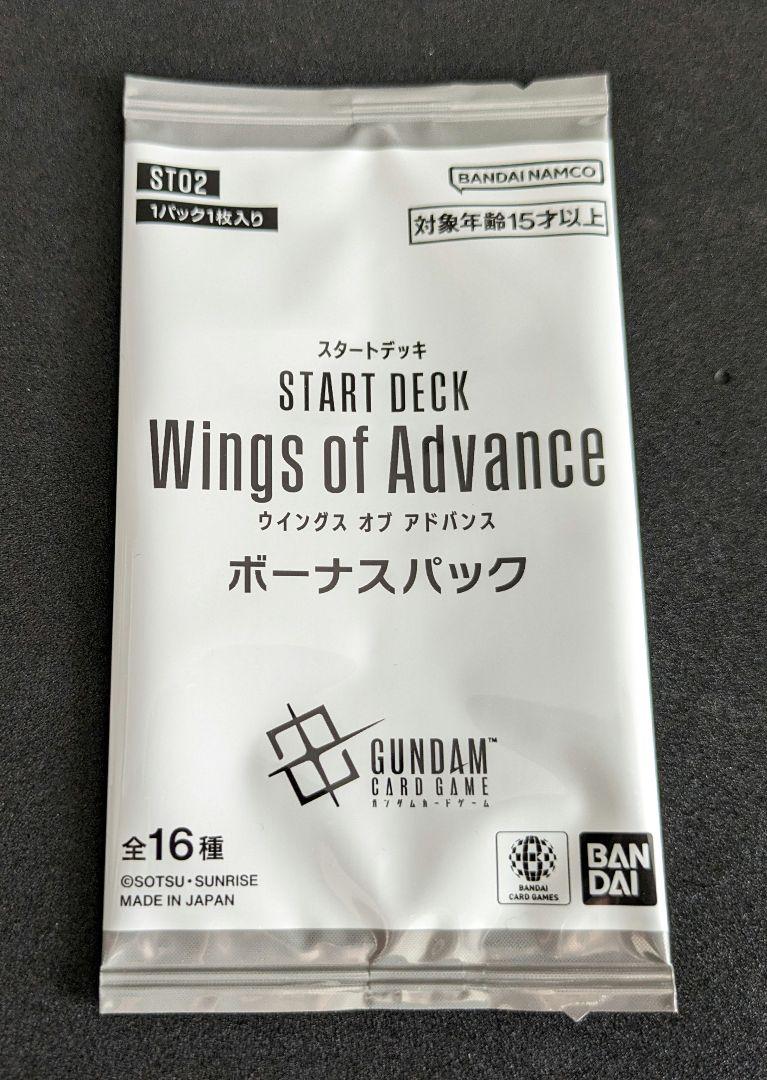 ST02
1パック1枚入り
BANDAI NAMCO
対象年齢15才以上
スタートデッキ
START DECK
Wings of Advance
ウイングス オブ アドバンス
ボーナスパック
GUNDAM™
CARD GAME
ガンダムカードゲーム
全16種
©SOTSU・SUNRISE
MADE IN JAPAN
BANDAI
CARD GAMES
BAN
DAI